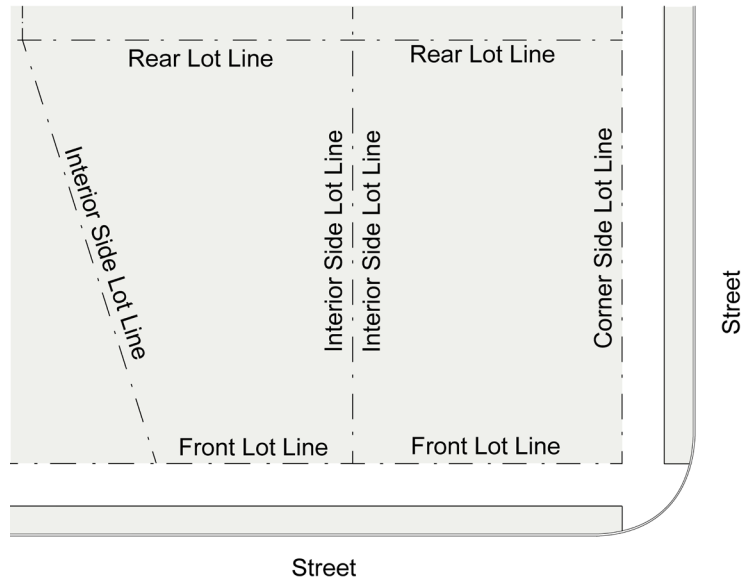 Rear Lot Line
Rear Lot Line
Interior Side Lot Line
Interior Side Lot Line
Interior Side Lot Line
Corner Side Lot Line
Street
Front Lot Line
Front Lot Line
Street